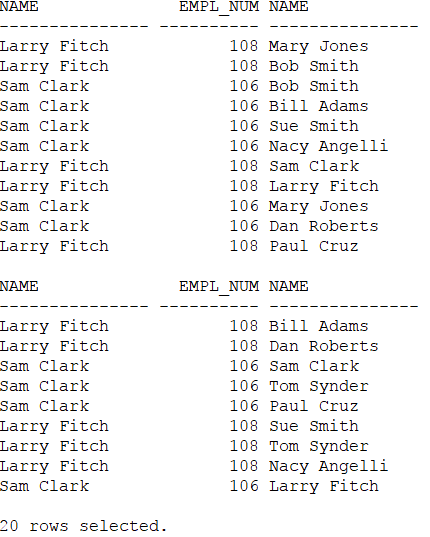 NAME               EMPL_NUM NAME
--------------- ---------- ---------------
Larry Fitch            108 Mary Jones
Larry Fitch            108 Bob Smith
Sam Clark              106 Bob Smith
Sam Clark              106 Bill Adams
Sam Clark              106 Sue Smith
Sam Clark              106 Nacy Angelli
Larry Fitch            108 Sam Clark
Larry Fitch            108 Larry Fitch
Sam Clark              106 Mary Jones
Sam Clark              106 Dan Roberts
Larry Fitch            108 Paul Cruz
NAME               EMPL_NUM NAME
--------------- ---------- ---------------
Larry Fitch            108 Bill Adams
Larry Fitch            108 Dan Roberts
Sam Clark              106 Sam Clark
Sam Clark              106 Tom Synder
Sam Clark              106 Paul Cruz
Larry Fitch            108 Sue Smith
Larry Fitch            108 Tom Synder
Larry Fitch            108 Nacy Angelli
Sam Clark              106 Larry Fitch
20 rows selected.